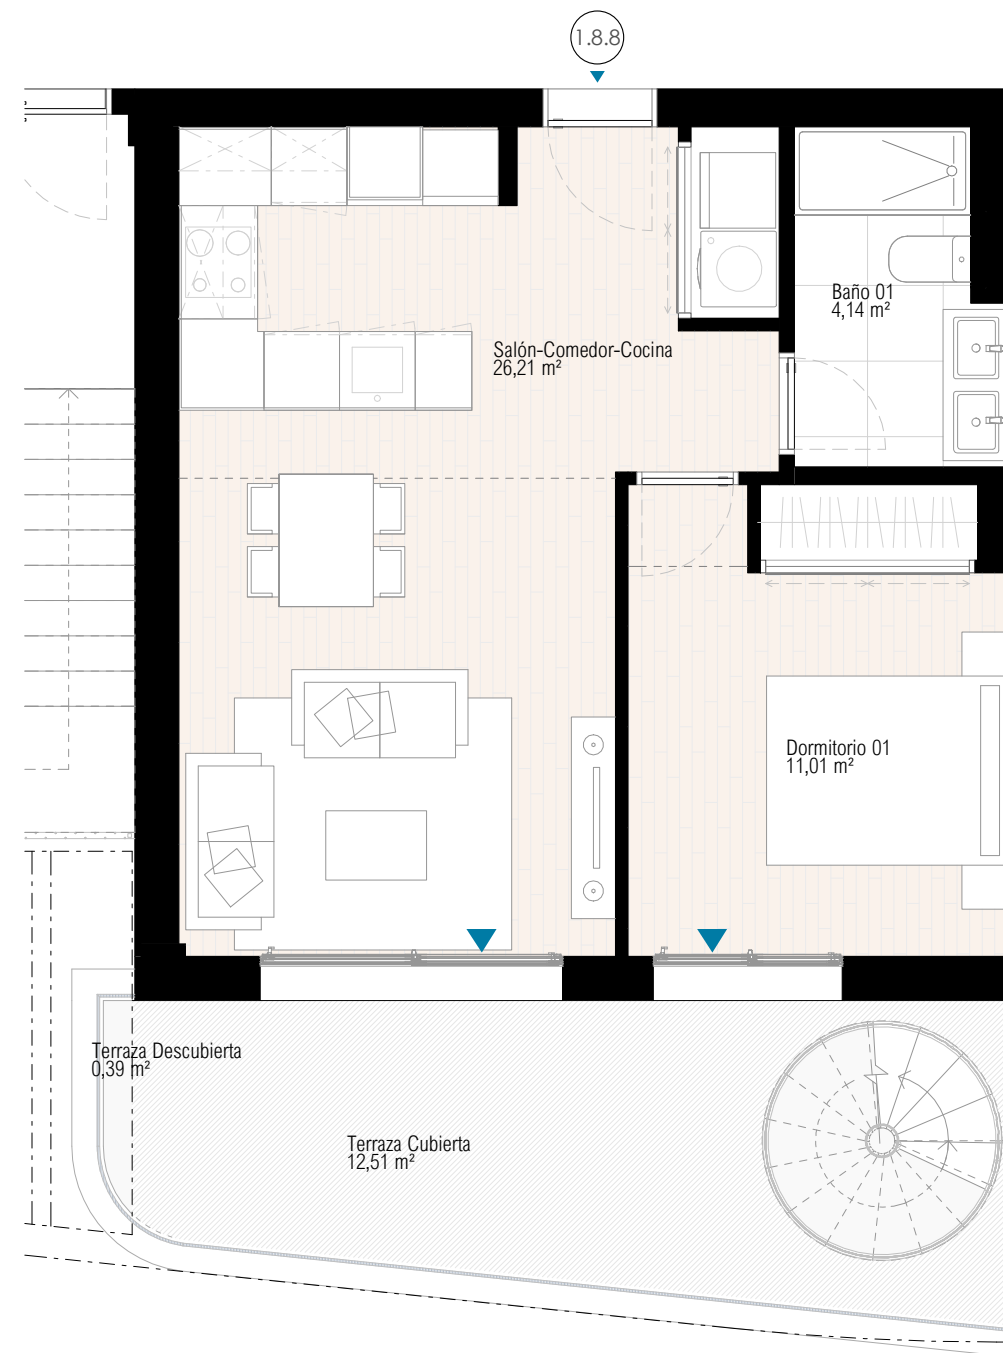 1.8.8
Baño 01
4,14 m²
Salón-Comedor-Cocina
26,21 m²
Dormitorio 01
11,01 m²
Terraza Descubierta
0,39 m²
Terraza Cubierta
12,51 m²